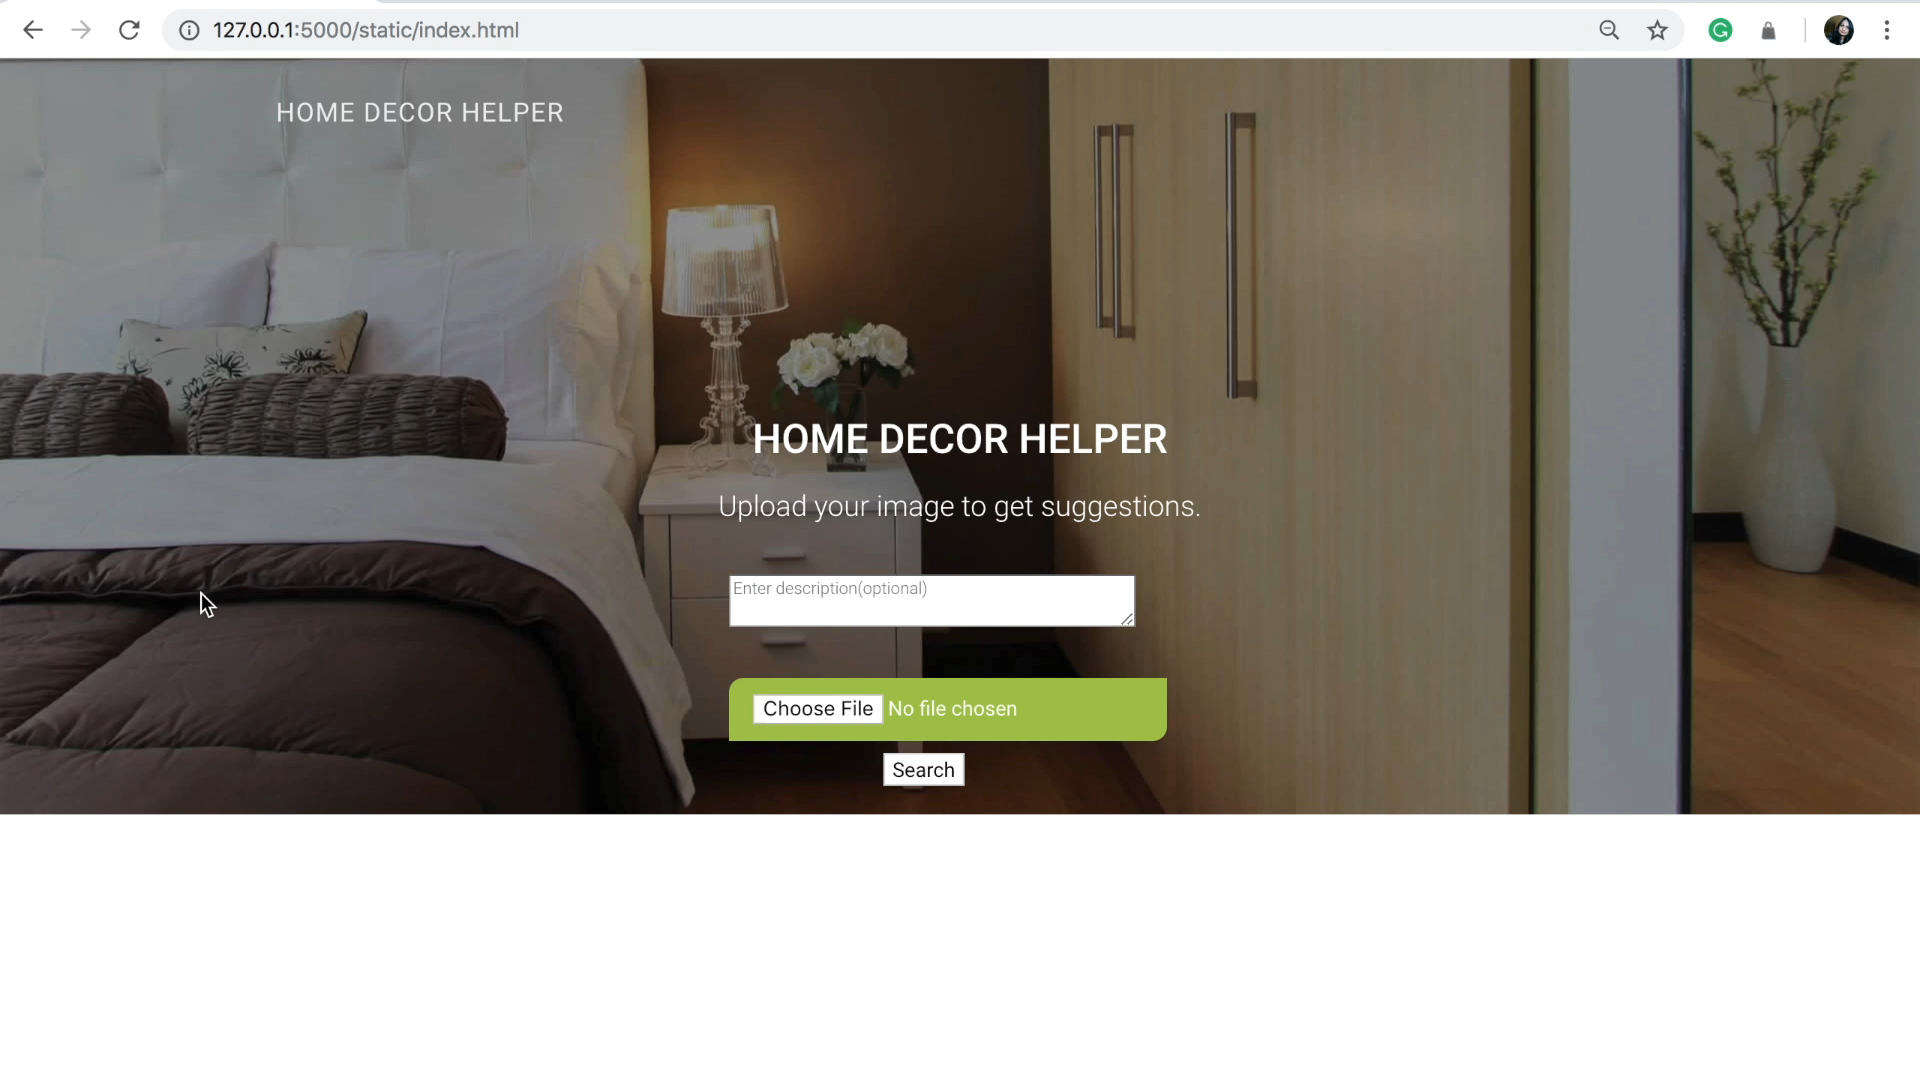 127.0.0.1:5000/static/index.html
HOME DECOR HELPER
HOME DECOR HELPER
Upload your image to get suggestions.
Enter description(optional)
Choose File No file chosen
Search